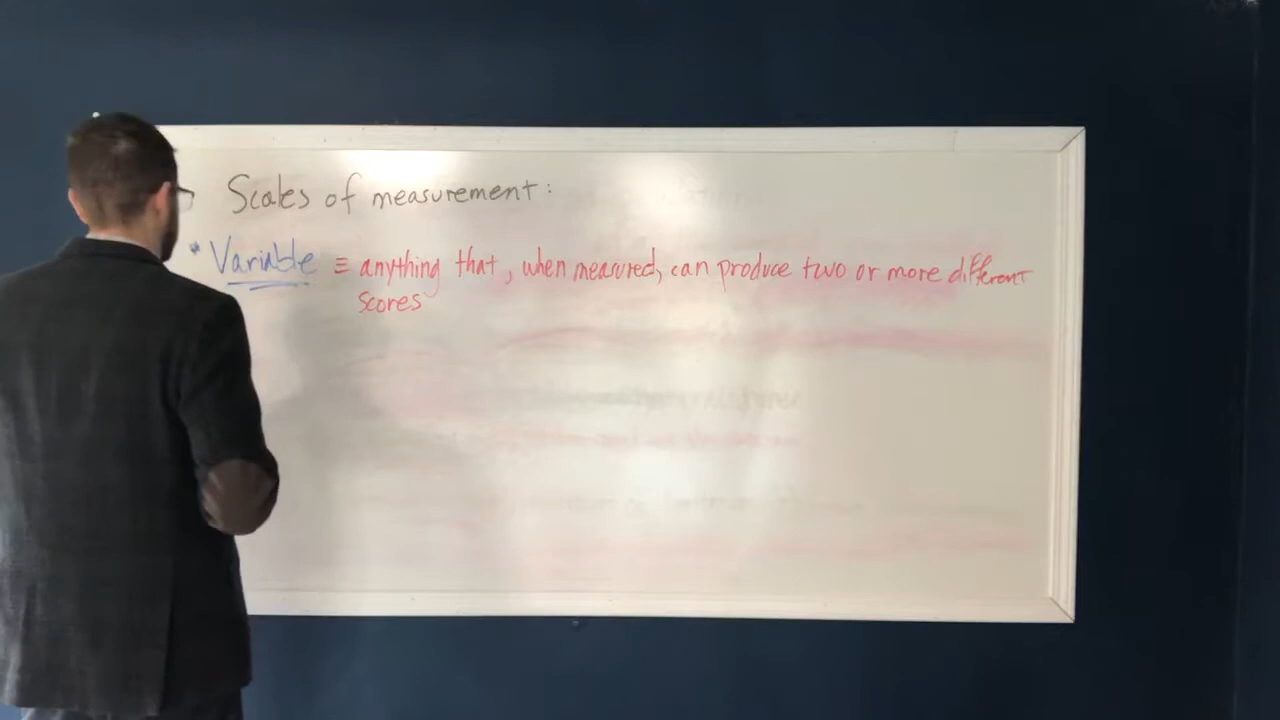 Scales of measurement:
* Variable ≡ anything that, when measured, can produce two or more different
scores